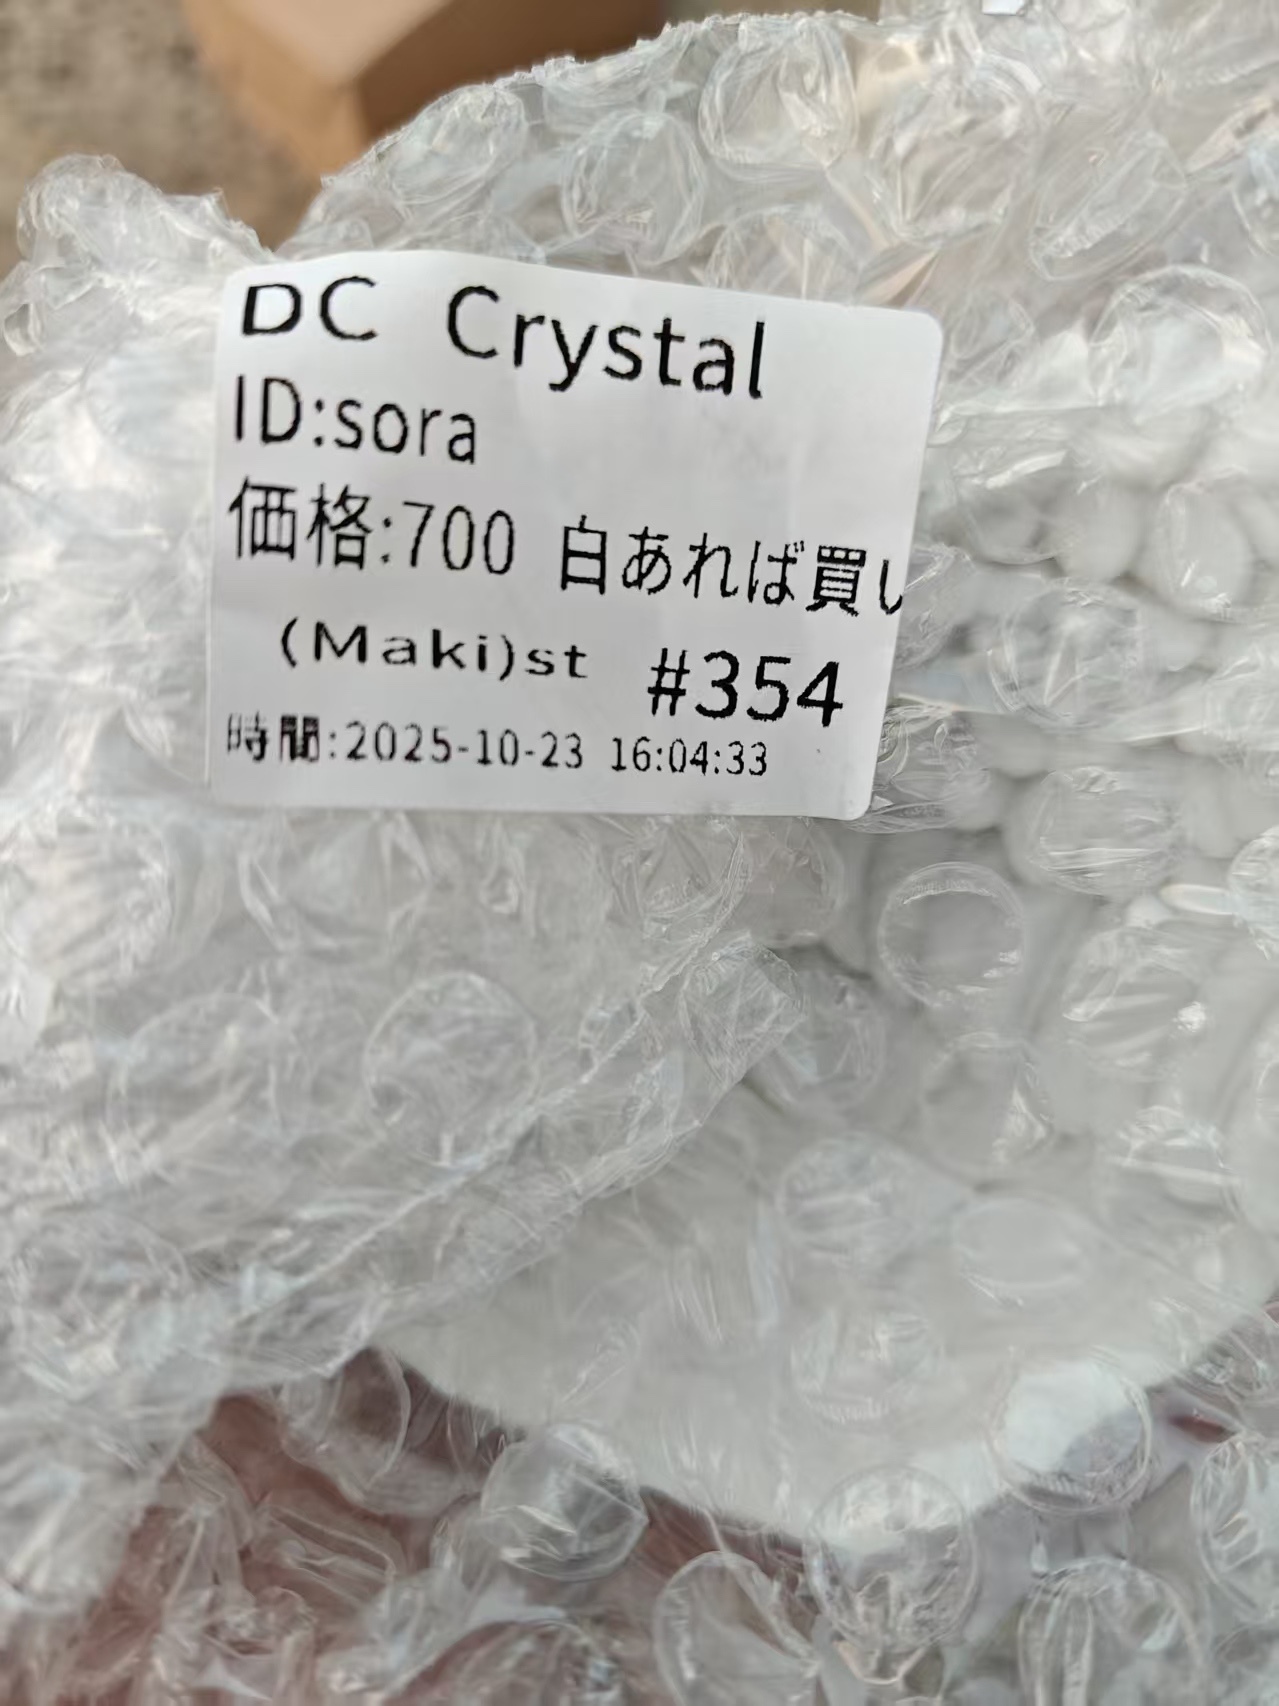 DC Crystal
ID:sora
価格:700 白あれば買い
(Maki)st #354
時間:2025-10-23 16:04:33